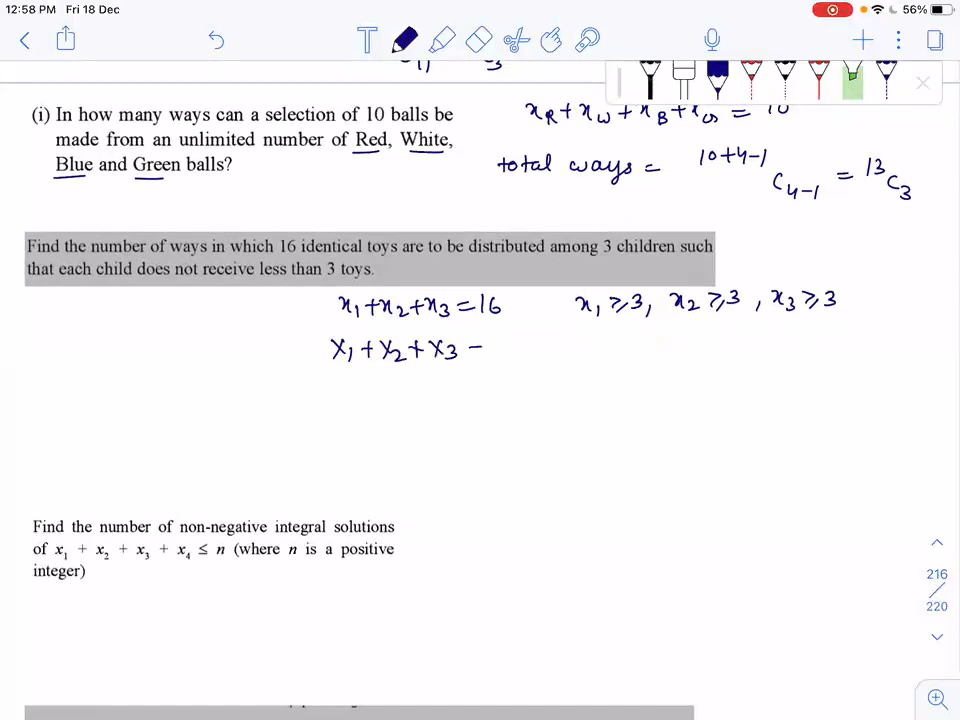 12:58 PM Fri 18 Dec
56%
(i) In how many ways can a selection of 10 balls be
made from an unlimited number of Red, White,
Blue and Green balls?
x_R + x_W + x_B + x_G = 10
total ways = ^{10+4-1}C_{4-1} = ^{13}C_3
Find the number of ways in which 16 identical toys are to be distributed among 3 children such
that each child does not receive less than 3 toys.
x_1 + x_2 + x_3 = 16 x_1 ≥ 3, x_2 ≥ 3, x_3 ≥ 3
X_1 + X_2 + X_3 -
Find the number of non-negative integral solutions
of x_1 + x_2 + x_3 + x_4 ≤ n (where n is a positive
integer)
216
220